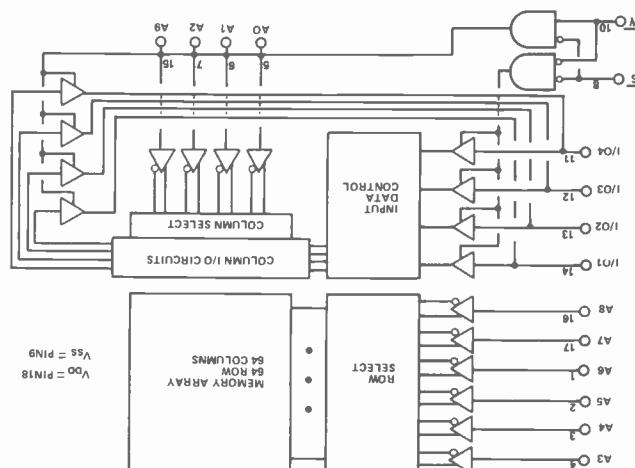 A3
4
A4
3
A5
2
A6
1
A7
17
A8
16
ROW
SELECT
MEMORY ARRAY
64 ROW
64 COLUMNS
VDD = PIN18
VSS = PIN9
I/O1
14
I/O2
13
I/O3
12
I/O4
11
INPUT
DATA
CONTROL
COLUMN I/O CIRCUITS
COLUMN SELECT
S̅
8
10
5
6
7
15
A0
A1
A2
A9